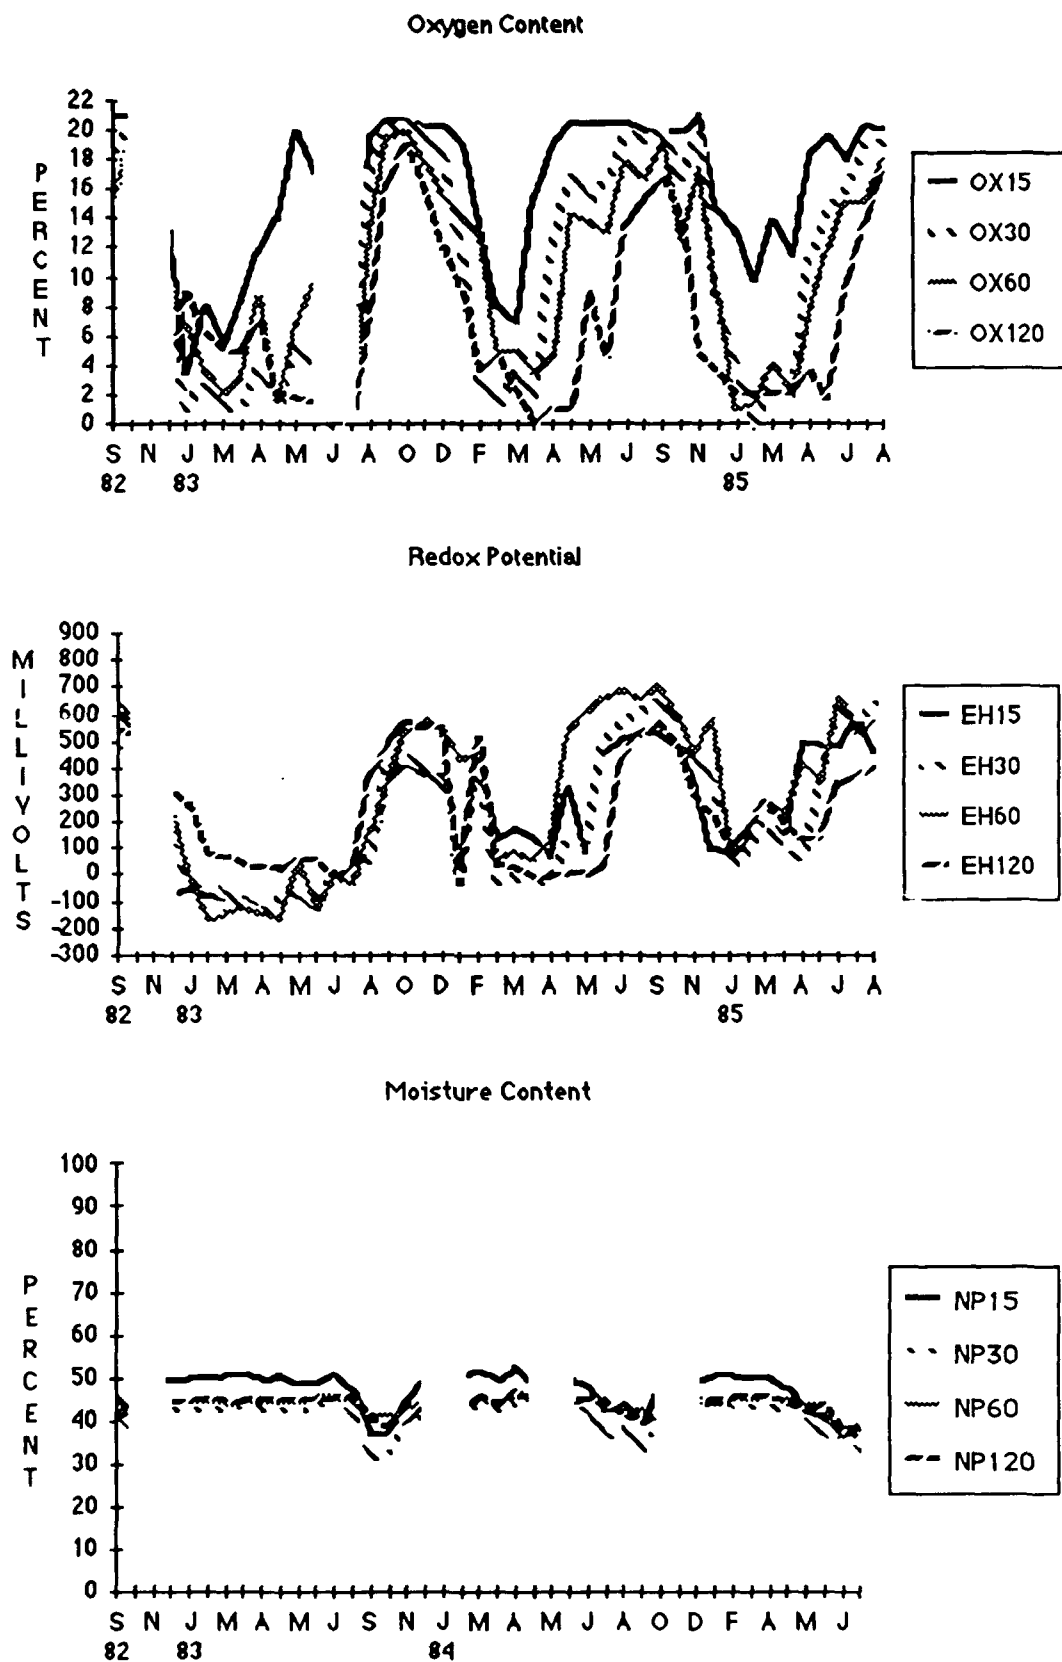 Oxygen Content
PERCENT
22
20
18
16
14
12
10
8
6
4
2
0
S N J M A M J A O D F M A M J S N J M A J A
82 83 85
OX15
OX30
OX60
OX120
Redox Potential
MILLIVOLTS
900
800
700
600
500
400
300
200
100
0
-100
-200
-300
S N J M A M J A O D F M A M J S N J M A J A
82 83 85
EH15
EH30
EH60
EH120
Moisture Content
PERCENT
100
90
80
70
60
50
40
30
20
10
0
S N J M A M J S N J M A J A O D F A J
82 83 84
NP15
NP30
NP60
NP120